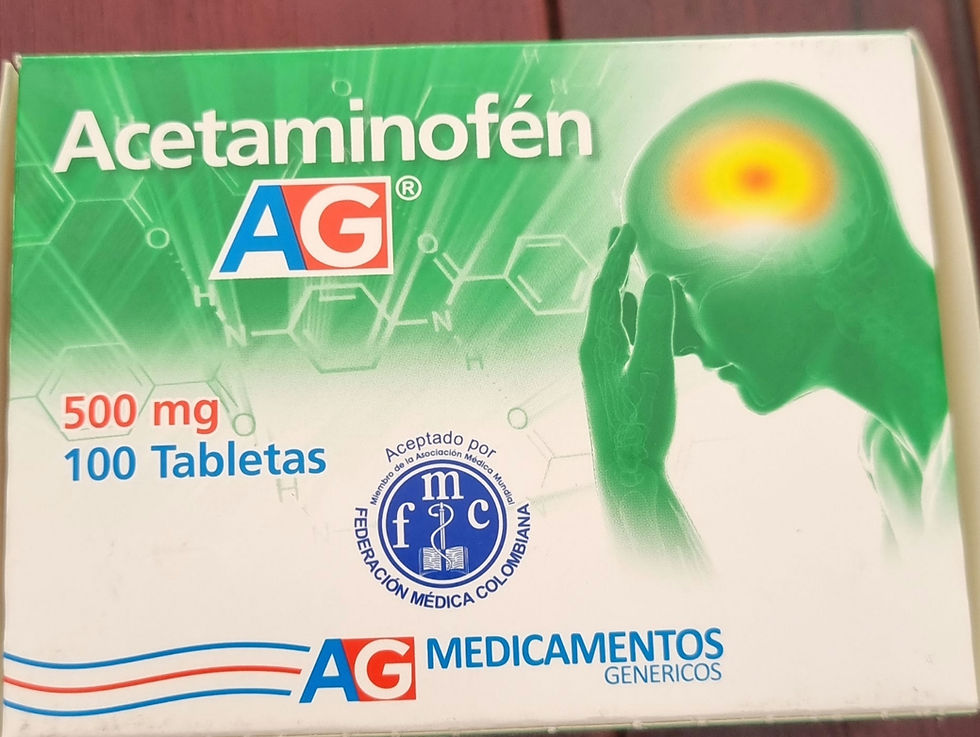 Acetaminofén
AG®
500 mg
100 Tabletas
Aceptado por
Miembro de la Asociación Médica Mundial
fmc
FEDERACIÓN MÉDICA COLOMBIANA
AG MEDICAMENTOS
GENERICOS
H
N
N
H